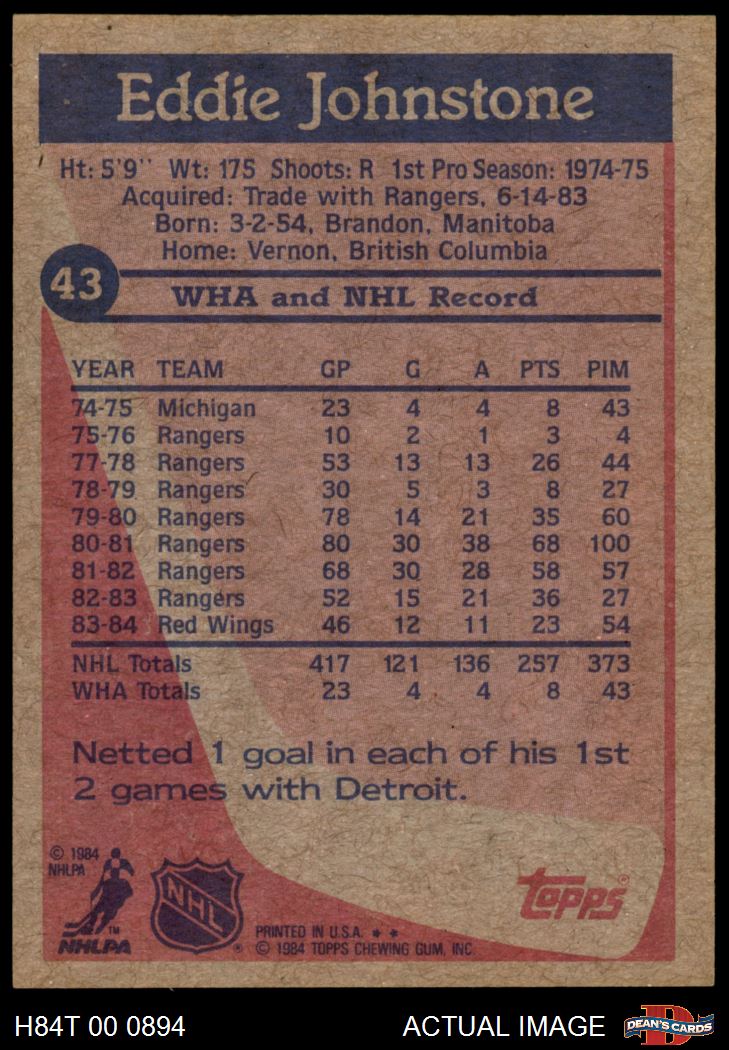 Eddie Johnstone
Ht: 5'9'' Wt: 175 Shoots: R 1st Pro Season: 1974-75
Acquired: Trade with Rangers, 6-14-83
Born: 3-2-54, Brandon, Manitoba
Home: Vernon, British Columbia
43
WHA and NHL Record
YEAR TEAM GP G A PTS PIM
74-75 Michigan 23 4 4 8 43
75-76 Rangers 10 2 1 3 4
77-78 Rangers 53 13 13 26 44
78-79 Rangers 30 5 3 8 27
79-80 Rangers 78 14 21 35 60
80-81 Rangers 80 30 38 68 100
81-82 Rangers 68 30 28 58 57
82-83 Rangers 52 15 21 36 27
83-84 Red Wings 46 12 11 23 54
NHL Totals 417 121 136 257 373
WHA Totals 23 4 4 8 43
Netted 1 goal in each of his 1st
2 games with Detroit.
© 1984
NHLPA
TM
NHLPA
NHL
®
PRINTED IN U.S.A. * *
© 1984 TOPPS CHEWING GUM, INC.
topps®
H84T 00 0894 ACTUAL IMAGE
D
DEAN'S CARDS